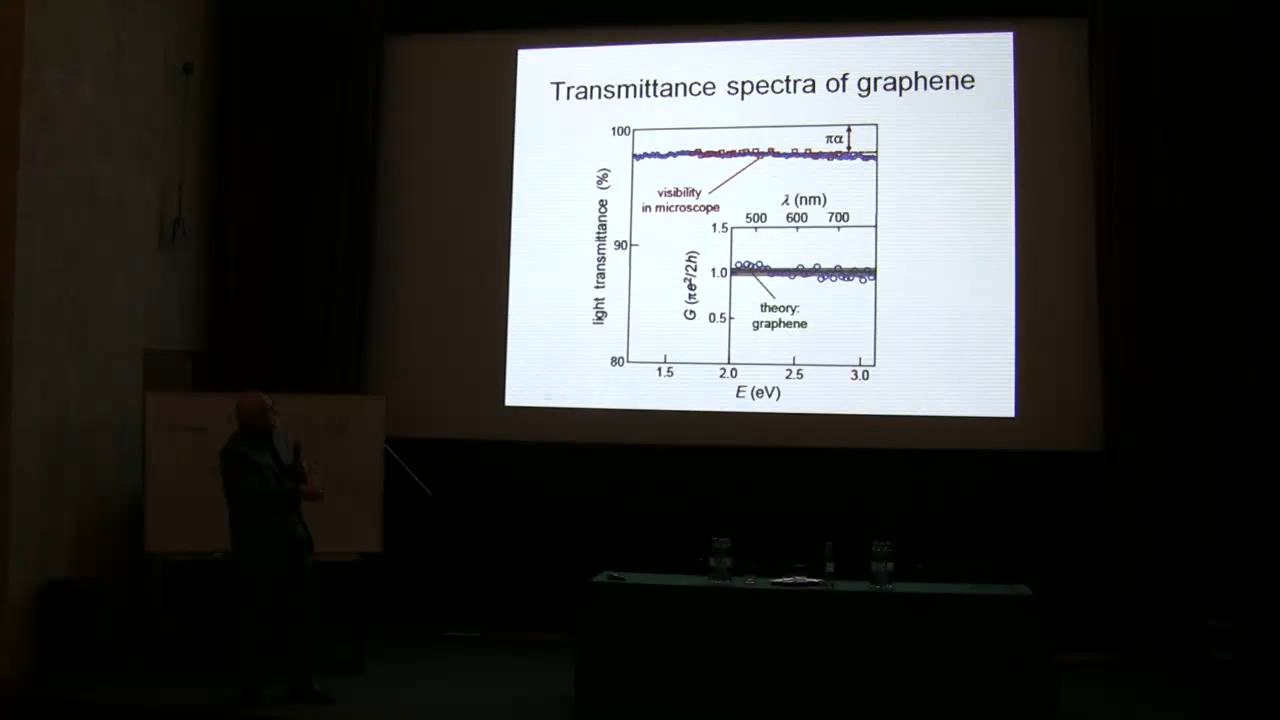 Transmittance spectra of graphene
100
πα
light transmittance (%)
visibility
in microscope
λ (nm)
500 600 700
1.5
90
1.0
G (πe²/2h)
0.5
theory:
graphene
80
1.5 2.0 2.5 3.0
E (eV)